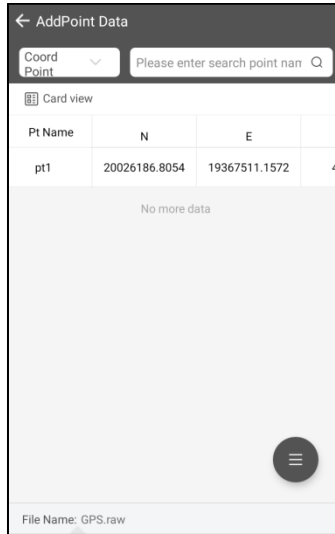 AddPoint Data
Coord
Point
Please enter search point nam
Card view
Pt Name N E
pt1 20026186.8054 19367511.1572
No more data
File Name: GPS.raw